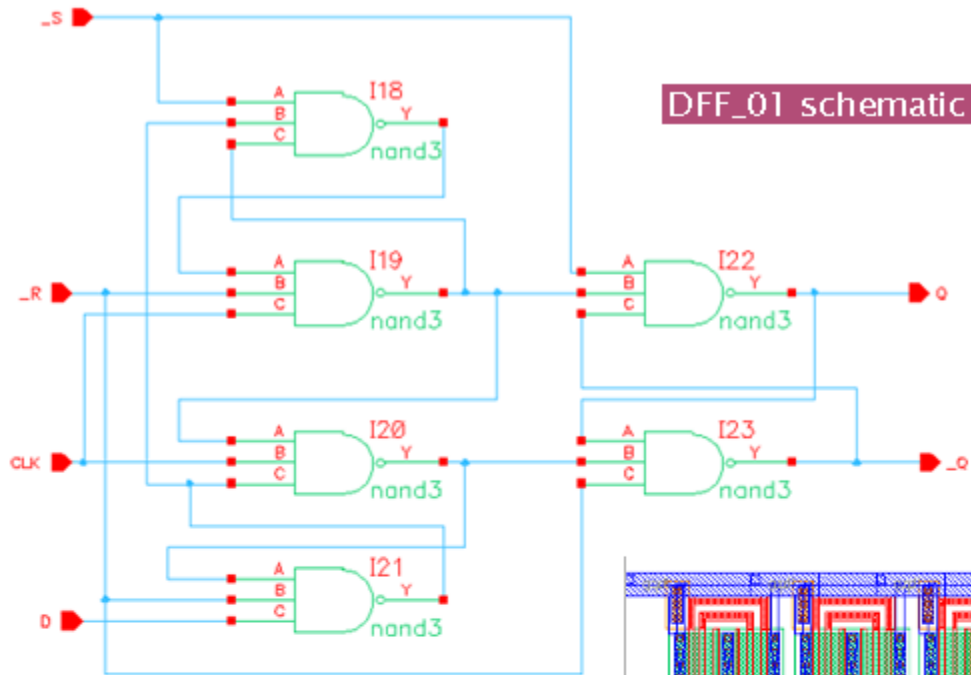 _S
A
B
C
I18
Y
nand3
DFF_01 schematic
_R
A
B
C
I19
Y
nand3
A
B
C
I22
Y
nand3
Q
CLK
A
B
C
I20
Y
nand3
A
B
C
I23
Y
nand3
_Q
D
A
B
C
I21
Y
nand3